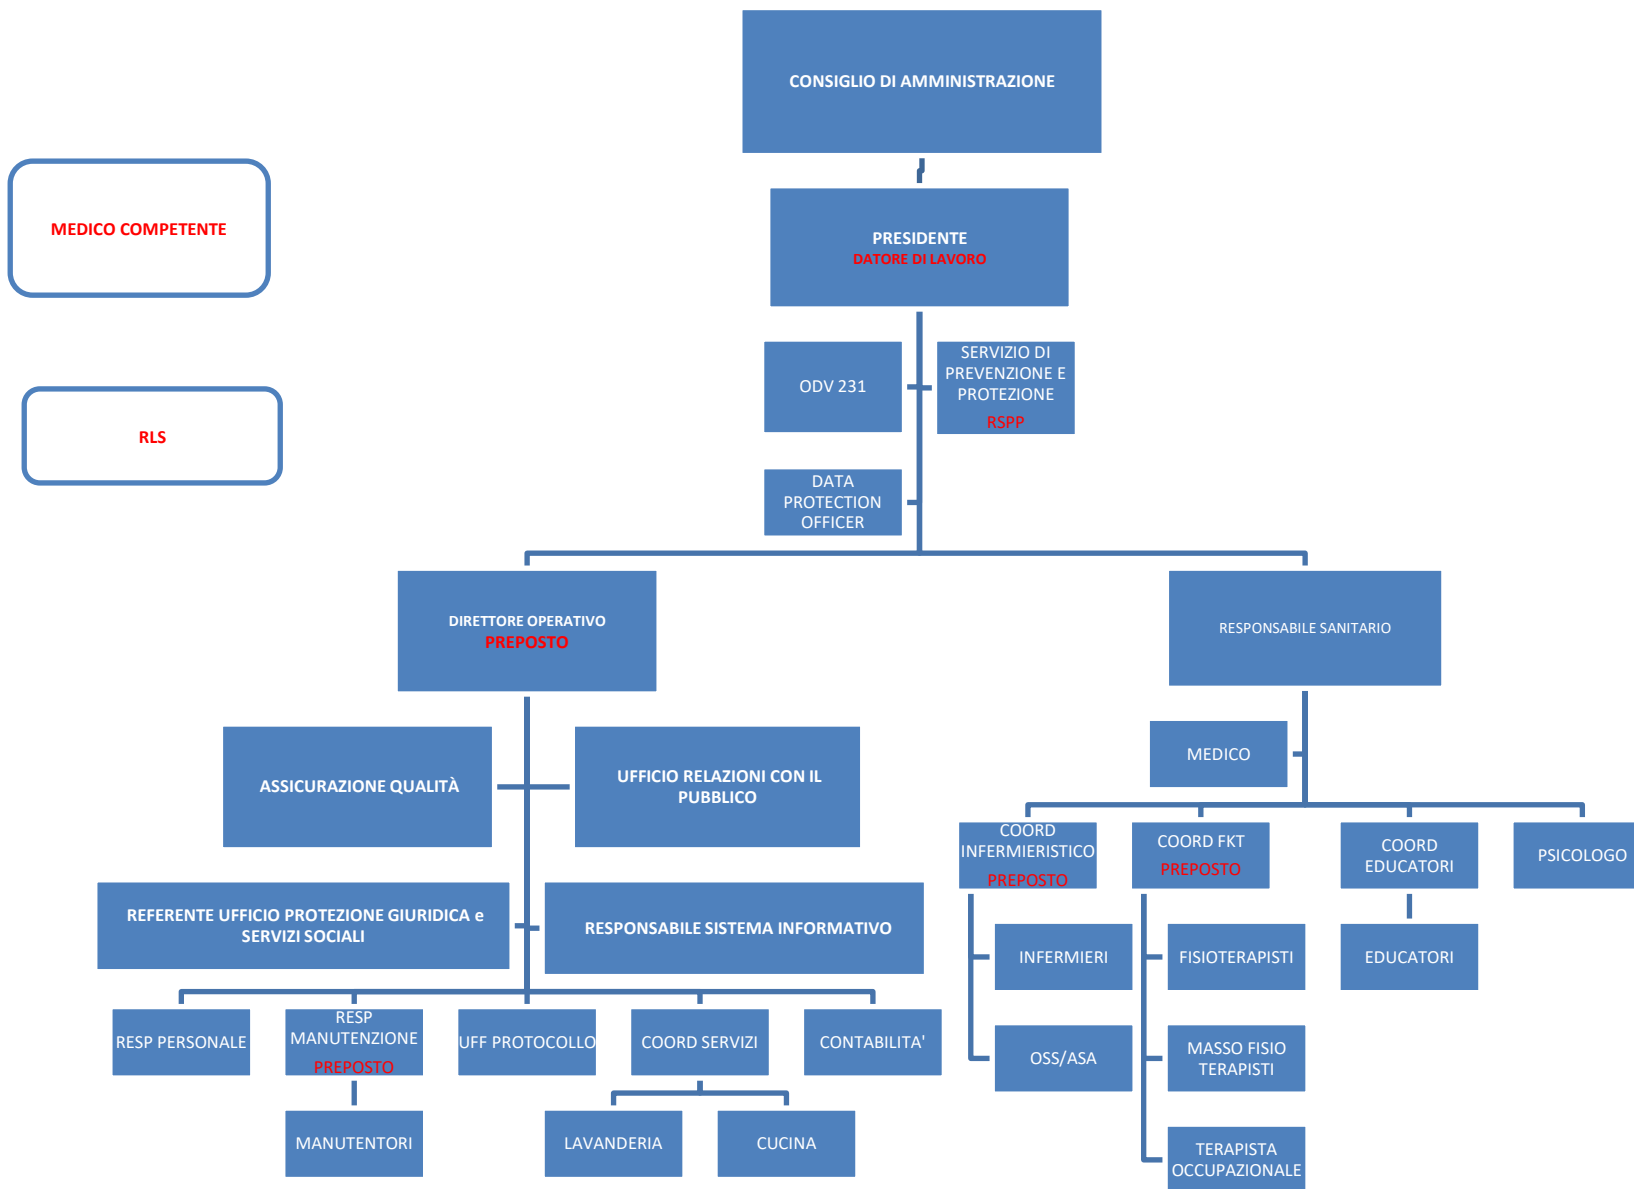 CONSIGLIO DI AMMINISTRAZIONE
MEDICO COMPETENTE
PRESIDENTE
DATORE DI LAVORO
ODV 231
SERVIZIO DI
PREVENZIONE E
PROTEZIONE
RSPP
RLS
DATA
PROTECTION
OFFICER
DIRETTORE OPERATIVO
PREPOSTO
RESPONSABILE SANITARIO
MEDICO
ASSICURAZIONE QUALITÀ
UFFICIO RELAZIONI CON IL
PUBBLICO
COORD
INFERMIERISTICO
PREPOSTO
COORD FKT
PREPOSTO
COORD
EDUCATORI
PSICOLOGO
REFERENTE UFFICIO PROTEZIONE GIURIDICA e
SERVIZI SOCIALI
RESPONSABILE SISTEMA INFORMATIVO
INFERMIERI
FISIOTERAPISTI
EDUCATORI
RESP PERSONALE
RESP
MANUTENZIONE
PREPOSTO
UFF PROTOCOLLO
COORD SERVIZI
CONTABILITA'
OSS/ASA
MASSO FISIO
TERAPISTI
MANUTENTORI
LAVANDERIA
CUCINA
TERAPISTA
OCCUPAZIONALE